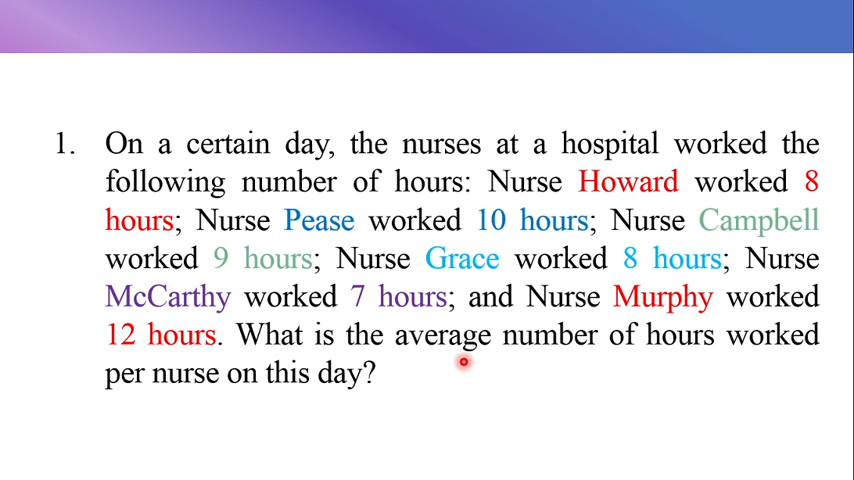 1. On a certain day, the nurses at a hospital worked the
following number of hours: Nurse Howard worked 8
hours; Nurse Pease worked 10 hours; Nurse Campbell
worked 9 hours; Nurse Grace worked 8 hours; Nurse
McCarthy worked 7 hours; and Nurse Murphy worked
12 hours. What is the average number of hours worked
per nurse on this day?